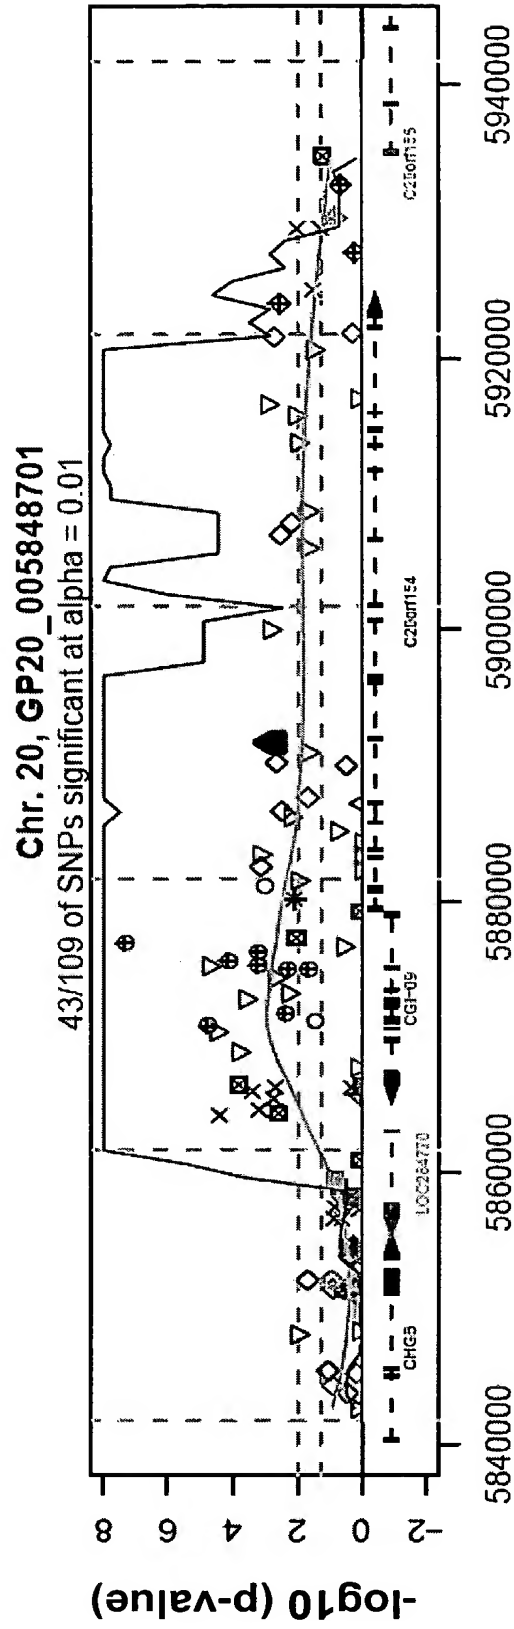 Chr. 20, GP20_005848701
43/109 of SNPs significant at alpha = 0.01
-log10 (p-value)
8
6
4
2
0
-2
CHGB
LOC284770
CGI-09
C20orf154
C20orf155
5840000
5860000
5880000
5900000
5920000
5940000